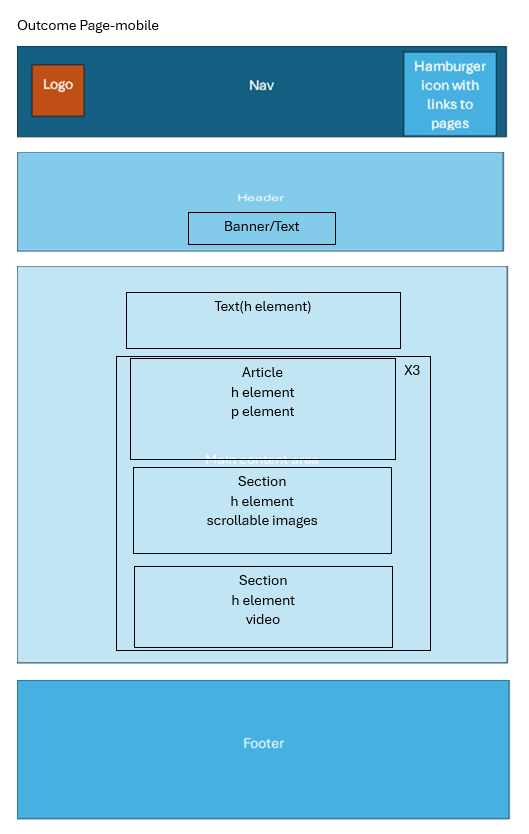 Outcome Page-mobile
Logo
Nav
Hamburger
icon with
links to
pages
Header
Banner/Text
Text(h element)
X3
Article
h element
p element
Main content area
Section
h element
scrollable images
Section
h element
video
Footer